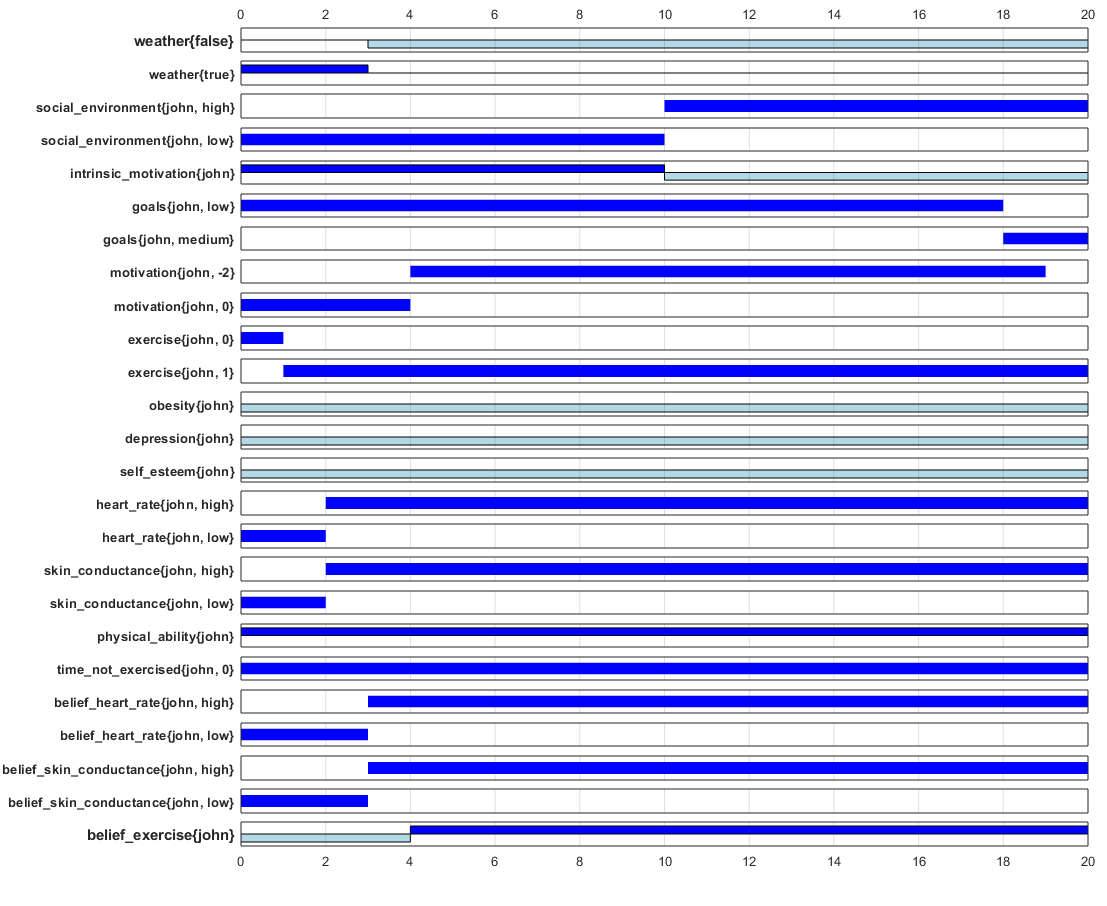 0 2 4 6 8 10 12 14 16 18 20
weather{false}
weather{true}
social_environment{john, high}
social_environment{john, low}
intrinsic_motivation{john}
goals{john, low}
goals{john, medium}
motivation{john, -2}
motivation{john, 0}
exercise{john, 0}
exercise{john, 1}
obesity{john}
depression{john}
self_esteem{john}
heart_rate{john, high}
heart_rate{john, low}
skin_conductance{john, high}
skin_conductance{john, low}
physical_ability{john}
time_not_exercised{john, 0}
belief_heart_rate{john, high}
belief_heart_rate{john, low}
belief_skin_conductance{john, high}
belief_skin_conductance{john, low}
belief_exercise{john}
0 2 4 6 8 10 12 14 16 18 20